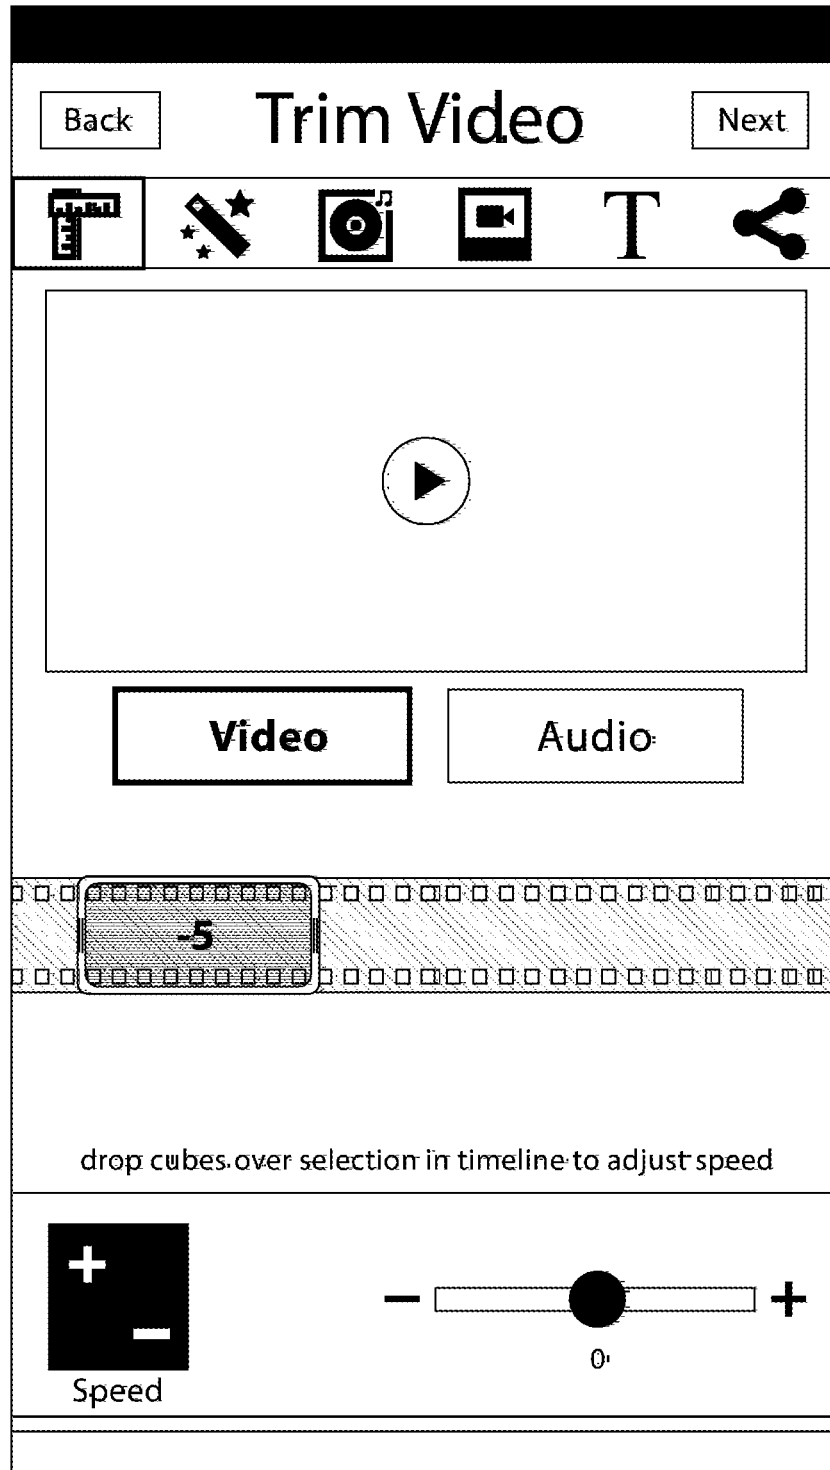 Back Trim Video Next
T
Video Audio
-5
drop cubes over selection in timeline to adjust speed
+
−
− +
0
Speed